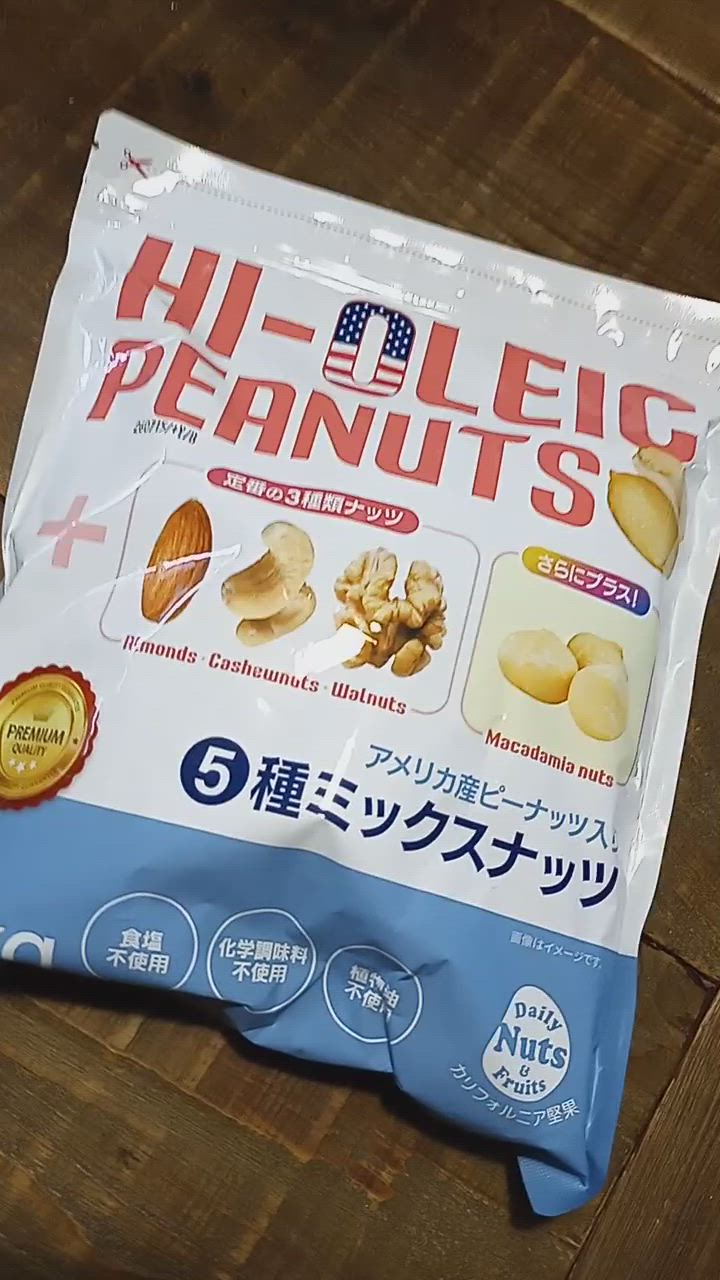 HI-OLEIC
PEANUTS
定番の3種類ナッツ
さらにプラス!
+
Almonds・Cashewnuts・Walnuts
Macadamia nuts
PREMIUM
QUALITY
アメリカ産ピーナッツ入り
5種ミックスナッツ
食塩
不使用
化学調味料
不使用
植物油
不使用
画像はイメージです。
Daily
Nuts
&
Fruits
カリフォルニア堅果